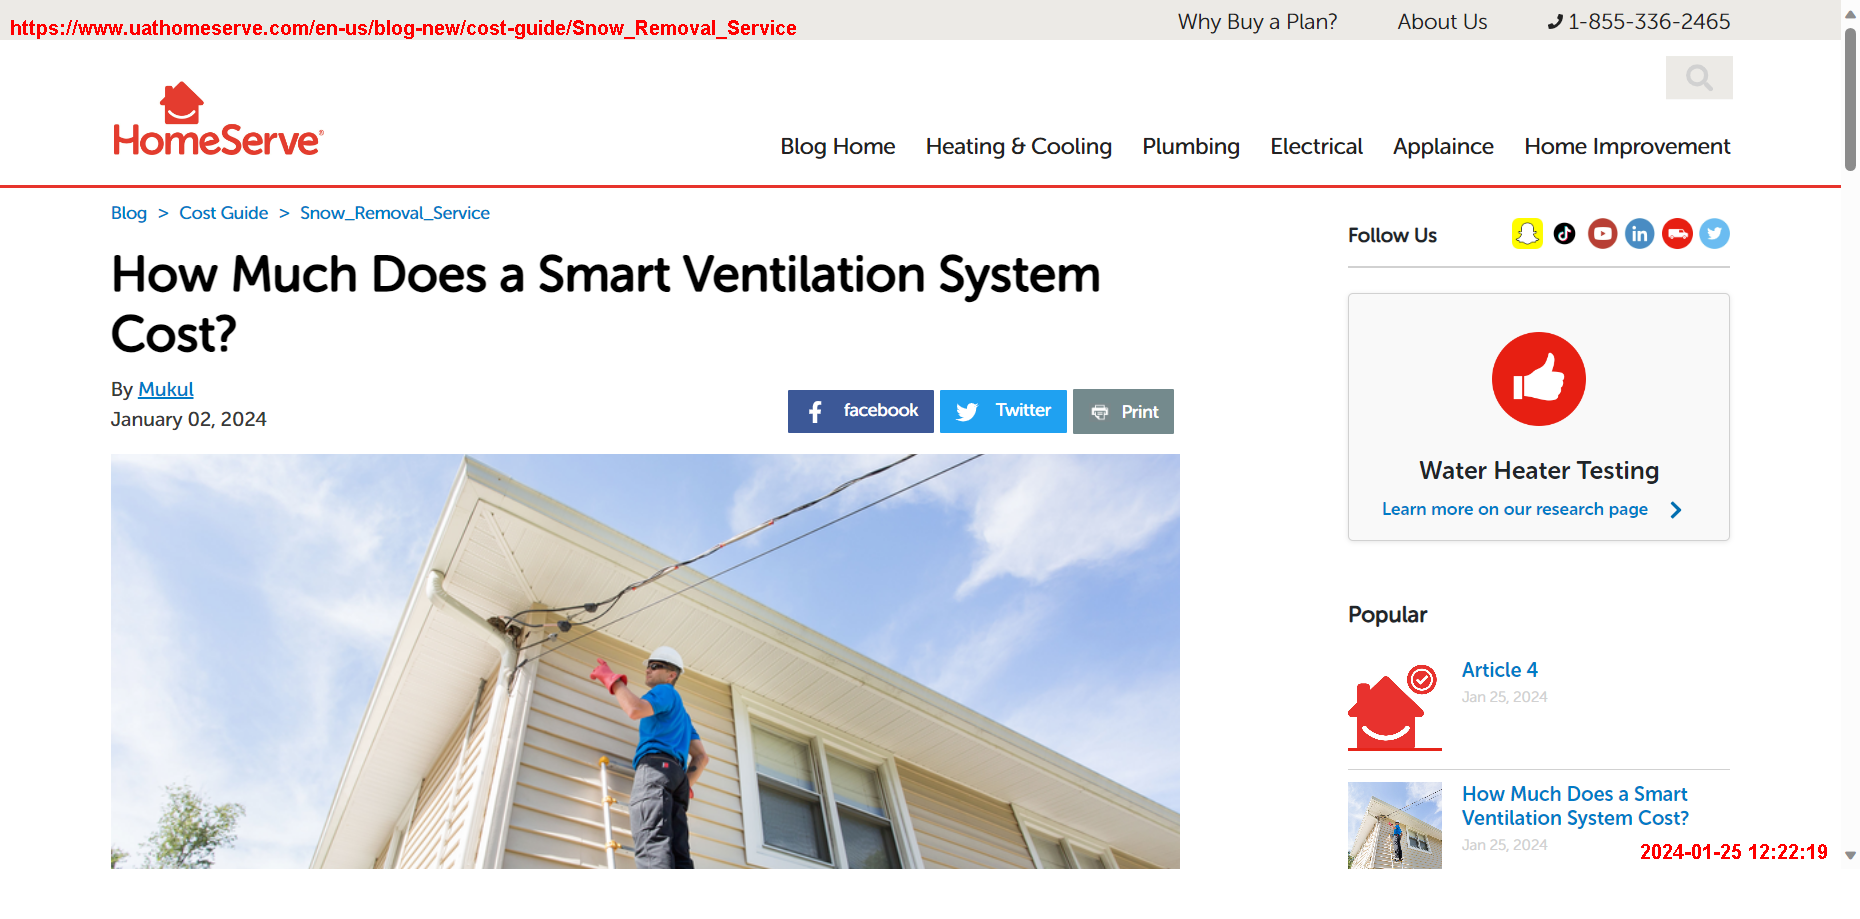 https://www.uathomeserve.com/en-us/blog-new/cost-guide/Snow_Removal_Service
Why Buy a Plan? About Us 1-855-336-2465
HomeServe®
Blog Home Heating & Cooling Plumbing Electrical Applaince Home Improvement
Blog > Cost Guide > Snow_Removal_Service
How Much Does a Smart Ventilation System
Cost?
By Mukul
January 02, 2024
facebook Twitter Print
Follow Us
Water Heater Testing
Learn more on our research page
Popular
Article 4
Jan 25, 2024
How Much Does a Smart
Ventilation System Cost?
Jan 25, 2024
2024-01-25 12:22:19